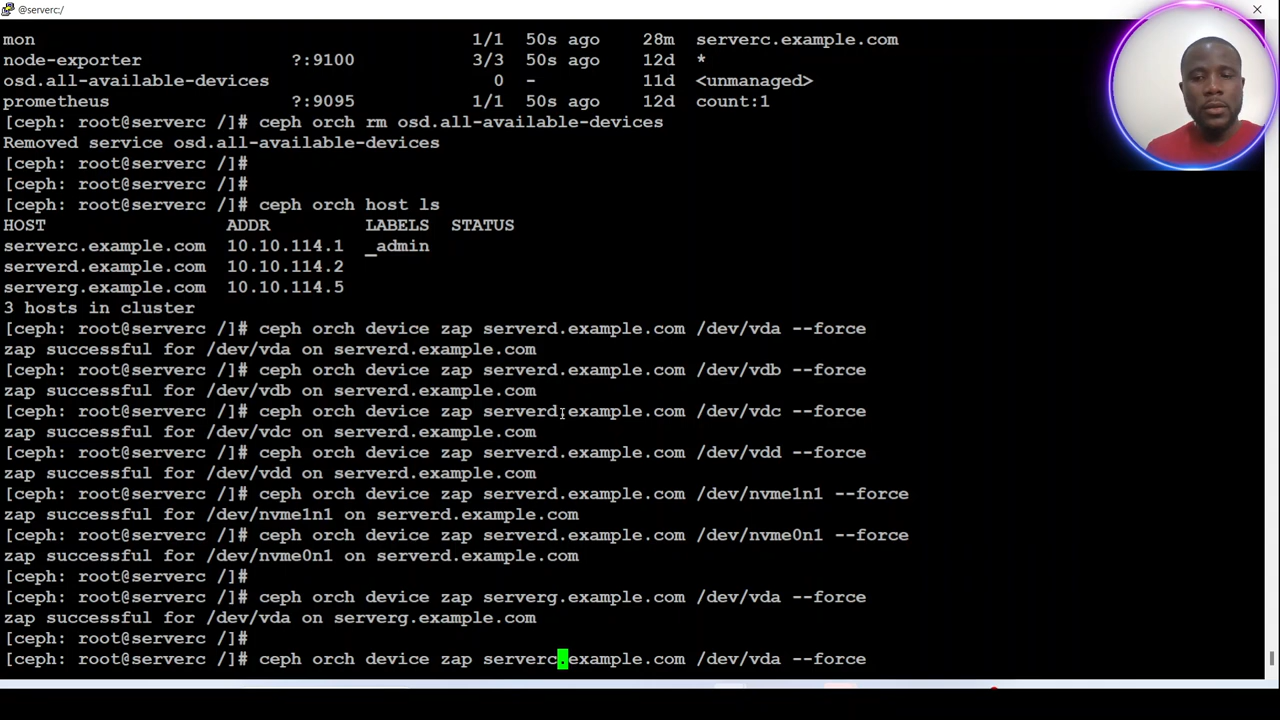 @serverc:/
mon 1/1 50s ago 28m serverc.example.com
node-exporter ?:9100 3/3 50s ago 12d *
osd.all-available-devices 0 - 11d <unmanaged>
prometheus ?:9095 1/1 50s ago 12d count:1
[ceph: root@serverc /]# ceph orch rm osd.all-available-devices
Removed service osd.all-available-devices
[ceph: root@serverc /]#
[ceph: root@serverc /]#
[ceph: root@serverc /]# ceph orch host ls
HOST ADDR LABELS STATUS
serverc.example.com 10.10.114.1 _admin
serverd.example.com 10.10.114.2
serverg.example.com 10.10.114.5
3 hosts in cluster
[ceph: root@serverc /]# ceph orch device zap serverd.example.com /dev/vda --force
zap successful for /dev/vda on serverd.example.com
[ceph: root@serverc /]# ceph orch device zap serverd.example.com /dev/vdb --force
zap successful for /dev/vdb on serverd.example.com
[ceph: root@serverc /]# ceph orch device zap serverd.example.com /dev/vdc --force
zap successful for /dev/vdc on serverd.example.com
[ceph: root@serverc /]# ceph orch device zap serverd.example.com /dev/vdd --force
zap successful for /dev/vdd on serverd.example.com
[ceph: root@serverc /]# ceph orch device zap serverd.example.com /dev/nvme1n1 --force
zap successful for /dev/nvme1n1 on serverd.example.com
[ceph: root@serverc /]# ceph orch device zap serverd.example.com /dev/nvme0n1 --force
zap successful for /dev/nvme0n1 on serverd.example.com
[ceph: root@serverc /]#
[ceph: root@serverc /]# ceph orch device zap serverg.example.com /dev/vda --force
zap successful for /dev/vda on serverg.example.com
[ceph: root@serverc /]#
[ceph: root@serverc /]# ceph orch device zap serverc.example.com /dev/vda --force